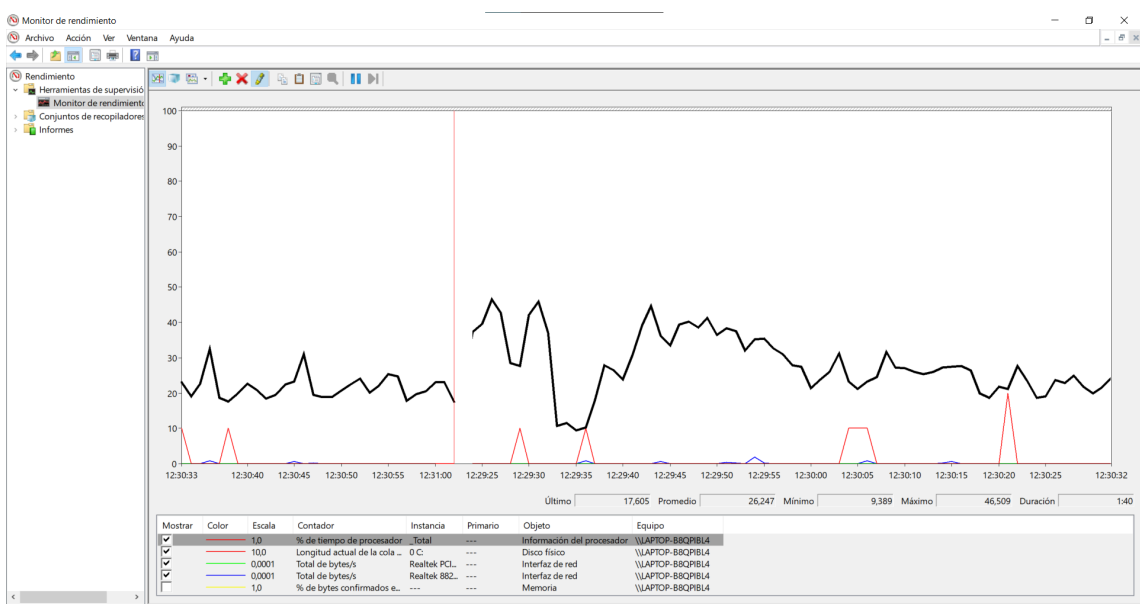 Monitor de rendimiento
Archivo Acción Ver Ventana Ayuda
Rendimiento
Herramientas de supervisió
Monitor de rendimiento
Conjuntos de recopiladores
Informes
100
90
80
70
60
50
40
30
20
10
0
12:30:33 12:30:40 12:30:45 12:30:50 12:30:55 12:31:00 12:29:25 12:29:30 12:29:35 12:29:40 12:29:45 12:29:50 12:29:55 12:30:00 12:30:05 12:30:10 12:30:15 12:30:20 12:30:25 12:30:32
Último 17,605 Promedio 26,247 Mínimo 9,389 Máximo 46,509 Duración 1:40
Mostrar Color Escala Contador Instancia Primario Objeto Equipo
1,0 % de tiempo de procesador _Total --- Información del procesador \\LAPTOP-B8QPIBL4
10,0 Longitud actual de la cola ... 0 C: --- Disco físico \\LAPTOP-B8QPIBL4
0,0001 Total de bytes/s Realtek PCI... --- Interfaz de red \\LAPTOP-B8QPIBL4
0,0001 Total de bytes/s Realtek 882... --- Interfaz de red \\LAPTOP-B8QPIBL4
1,0 % de bytes confirmados e... --- --- Memoria \\LAPTOP-B8QPIBL4